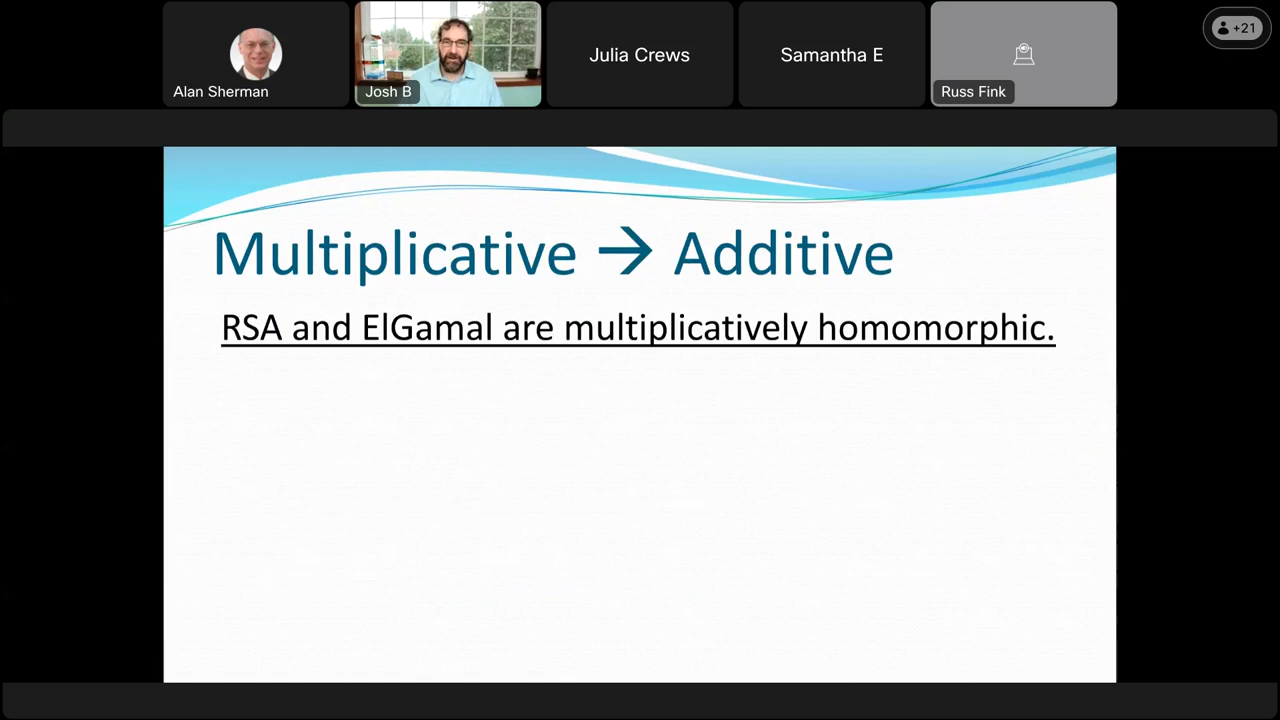 +21
Julia Crews
Samantha E
Alan Sherman
Josh B
Russ Fink
Multiplicative → Additive
RSA and ElGamal are multiplicatively homomorphic.